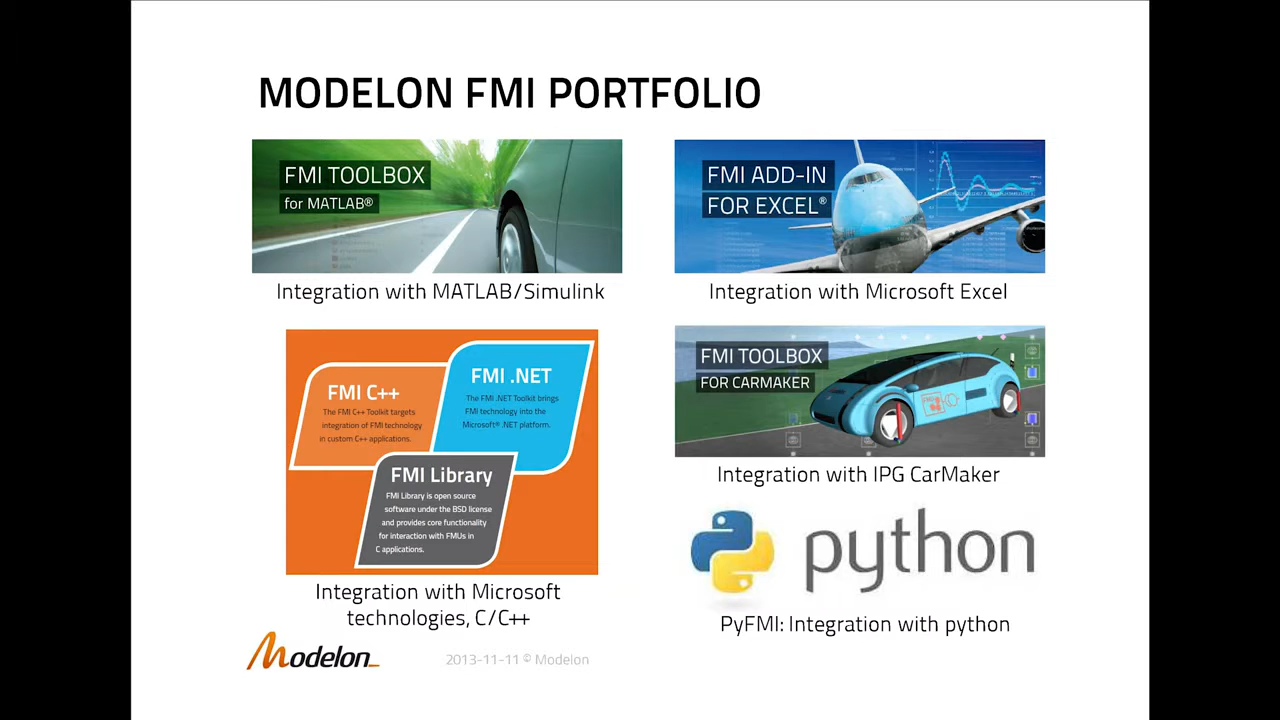 MODELON FMI PORTFOLIO
FMI TOOLBOX
for MATLAB®
Integration with MATLAB/Simulink
FMI ADD-IN
FOR EXCEL®
Integration with Microsoft Excel
FMI C++
The FMI C++ Toolkit targets
integration of FMI technology
in custom C++ applications.
FMI .NET
The FMI .NET Toolkit brings
FMI technology into the
Microsoft® .NET platform.
FMI Library
FMI Library is open source
software under the BSD license
and provides core functionality
for interaction with FMUs in
C applications.
Integration with Microsoft
technologies, C/C++
FMI TOOLBOX
FOR CARMAKER
Integration with IPG CarMaker
python
PyFMI: Integration with python
Modelon
2013-11-11 © Modelon